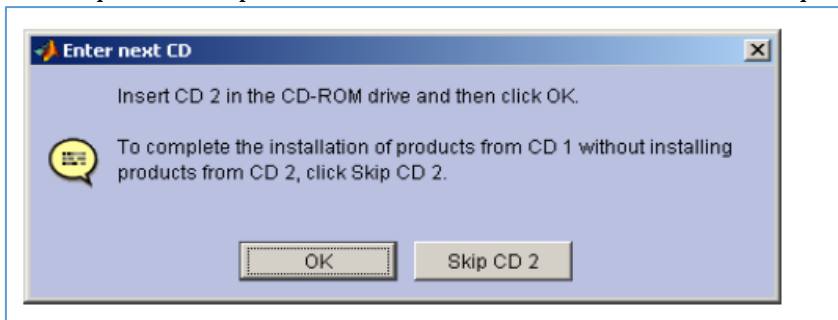 Enter next CD
Insert CD 2 in the CD-ROM drive and then click OK.
To complete the installation of products from CD 1 without installing
products from CD 2, click Skip CD 2.
OK
Skip CD 2